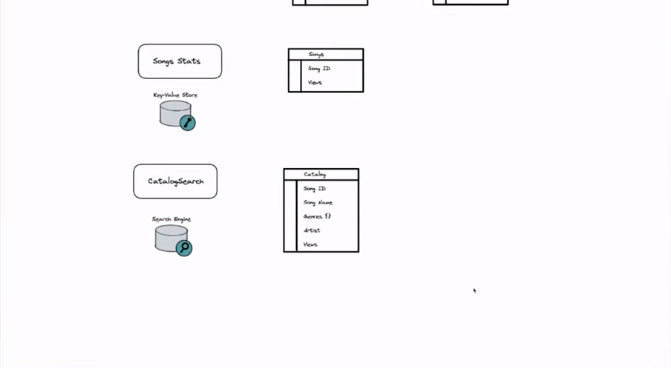 Songs Stats
Key-Value Store
Songs
Song ID
Views
CatalogSearch
Search Engine
Catalog
Song ID
Song Name
Genres []
Artist
Views